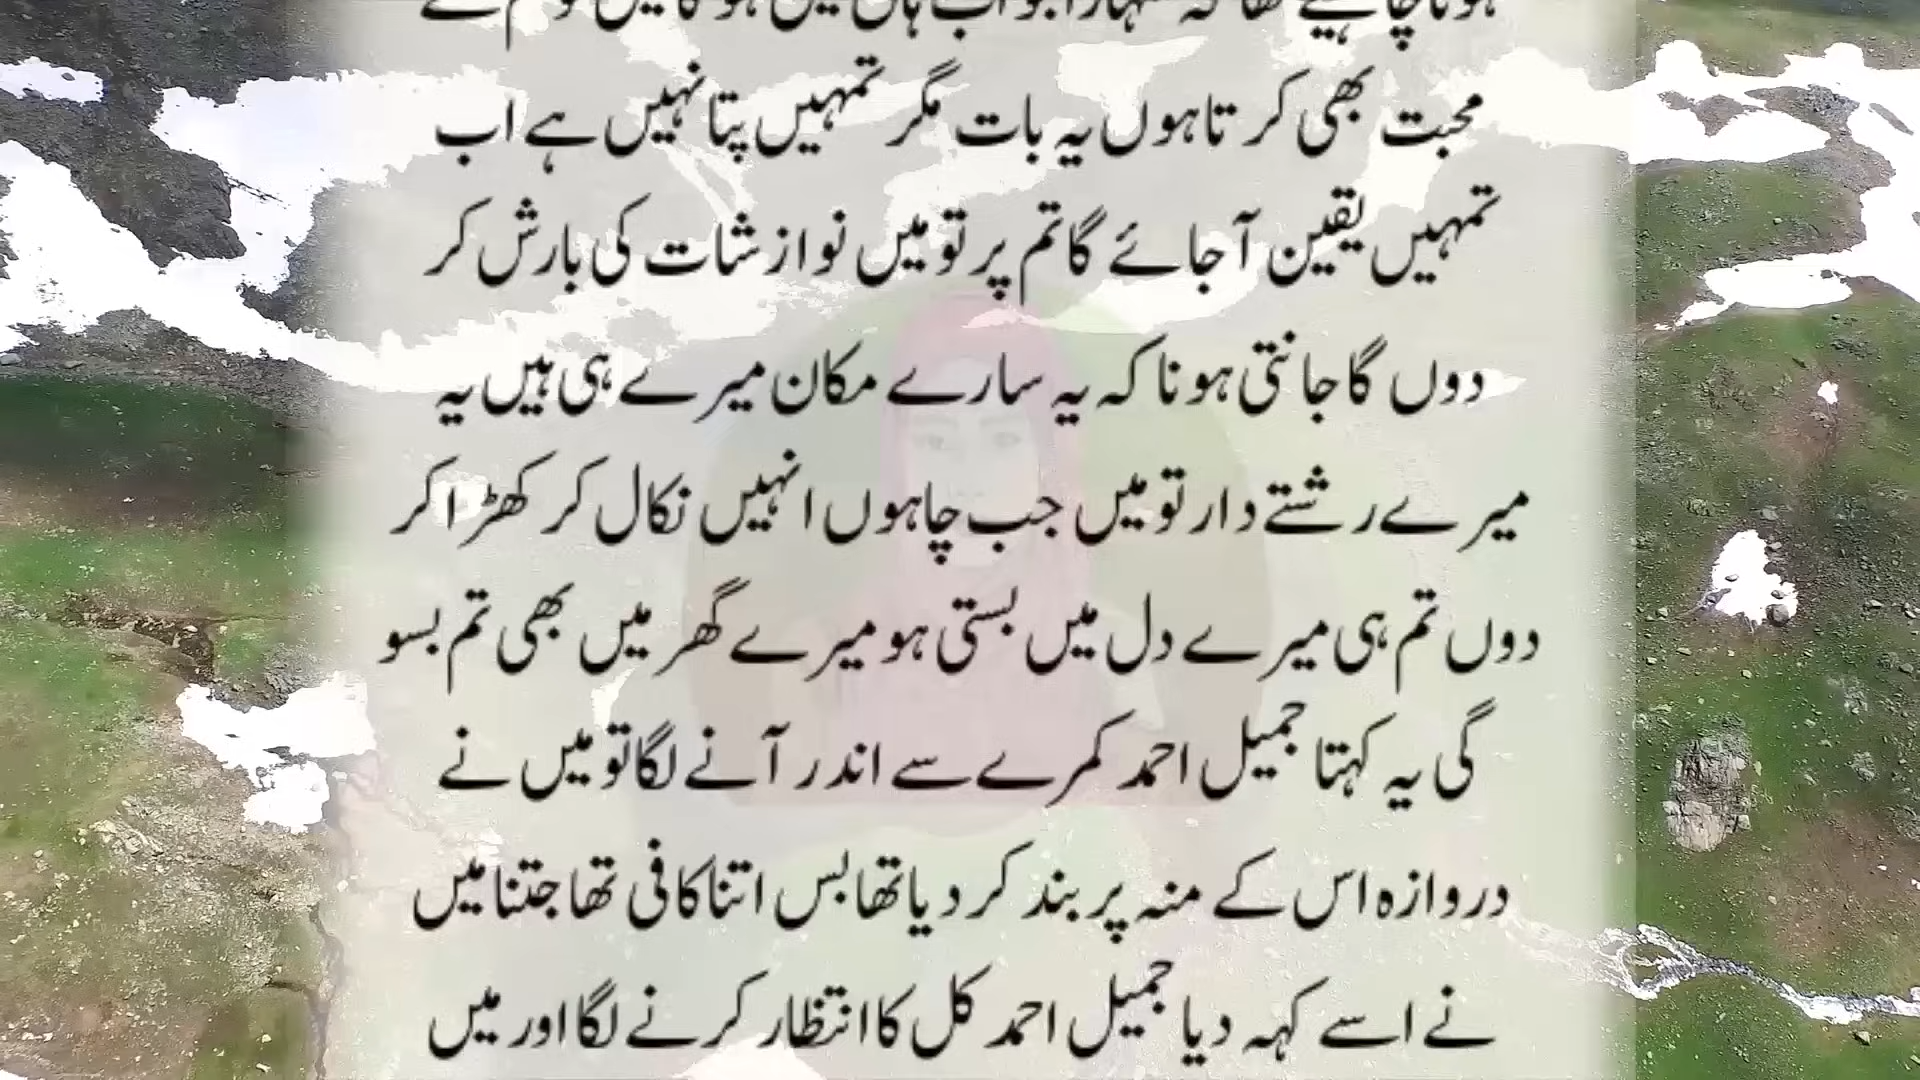 محبت بھی کرتا ہوں یہ بات مگر تمہیں پتا نہیں ہے اب
تمہیں یقین آ جائے گا تم پر تو میں نوازشات کی بارش کر
دوں گا جانتی ہو نا کہ یہ سارے مکان میرے ہی ہیں یہ
میرے رشتے دار تو میں جب چاہوں انہیں نکال کر کھڑا کر
دوں تم ہی میرے دل میں بستی ہو میرے گھر میں بھی تم بسو
گی یہ کہتا جمیل احمد کمرے سے اندر آنے لگا تو میں نے
دروازہ اس کے منہ پر بند کر دیا تھا بس اتنا کافی تھا جتنا میں
نے اسے کہہ دیا جمیل احمد کل کا انتظار کرنے لگا اور میں